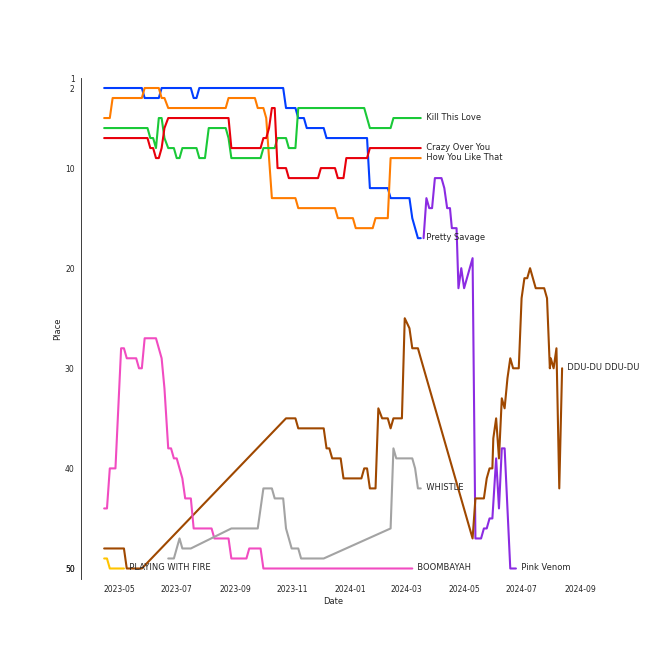 1
2
Kill This Love
Crazy Over You
How You Like That
10
Pretty Savage
20
Place
30
DDU-DU DDU-DU
40
WHISTLE
50
PLAYING WITH FIRE
BOOMBAYAH
Pink Venom
2023-05 2023-07 2023-09 2023-11 2024-01 2024-03 2024-05 2024-07 2024-09
Date